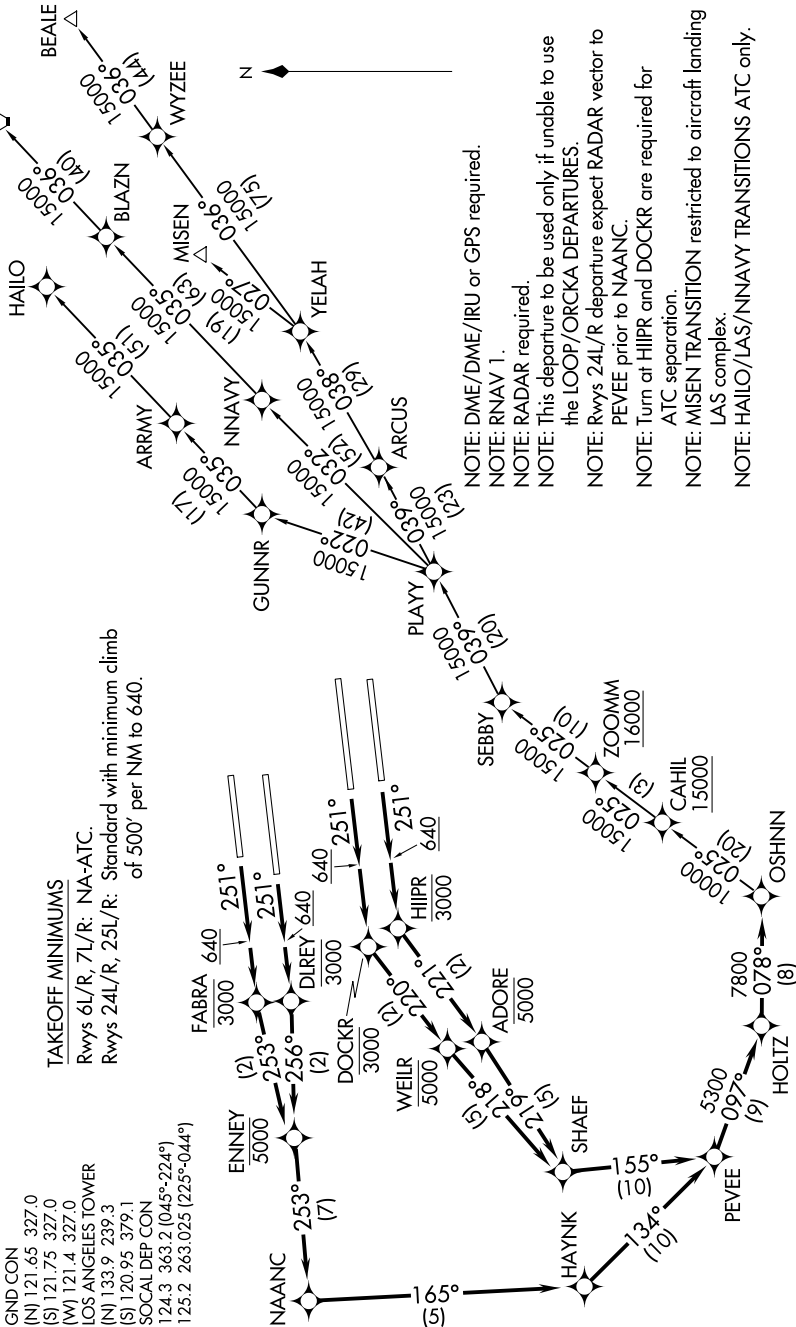 GND CON
(N) 121.65 327.0
(S) 121.75 327.0
(W) 121.4 327.0
LOS ANGELES TOWER
(N) 133.9 239.3
(S) 120.95 379.1
SOCAL DEP CON
124.3 363.2 (045°-224°)
125.2 263.025 (225°-044°)
TAKEOFF MINIMUMS
Rwys 6L/R, 7L/R: NA-ATC.
Rwys 24L/R, 25L/R: Standard with minimum climb
of 500' per NM to 640.
NAANC
253°
(7)
ENNEY
5000
(2)
253°
256°
(2)
FABRA
3000
DLREY
3000
640
640
251°
251°
DOCKR
3000
HIIPR
3000
640
640
251°
251°
220°
(2)
221°
(2)
WEILR
5000
ADORE
5000
218°
(5)
219°
(5)
SHAEF
165°
(5)
HAYNK
134°
(10)
155°
(10)
PEVEE
5300
097°
(9)
HOLTZ
7800
078°
(8)
OSHNN
10000
025°
(20)
CAHIL
15000
15000
025°
(3)
ZOOMM
16000
15000
025°
(10)
SEBBY
15000
039°
(20)
PLAYY
15000
022°
(42)
GUNNR
15000
035°
(17)
ARRMY
15000
035°
(51)
HAILO
15000
032°
(52)
NNAVY
15000
035°
(63)
BLAZN
15000
036°
(40)
15000
039°
(23)
ARCUS
15000
038°
(29)
YELAH
15000
027°
(19)
MISEN
15000
036°
(75)
WYZEE
15000
036°
(44)
BEALE
N
NOTE: DME/DME/IRU or GPS required.
NOTE: RNAV 1.
NOTE: RADAR required.
NOTE: This departure to be used only if unable to use
the LOOP/ORCKA DEPARTURES.
NOTE: Rwys 24L/R departure expect RADAR vector to
PEVEE prior to NAANC.
NOTE: Turn at HIIPR and DOCKR are required for
ATC separation.
NOTE: MISEN TRANSITION restricted to aircraft landing
LAS complex.
NOTE: HAILO/LAS/NNAVY TRANSITIONS ATC only.